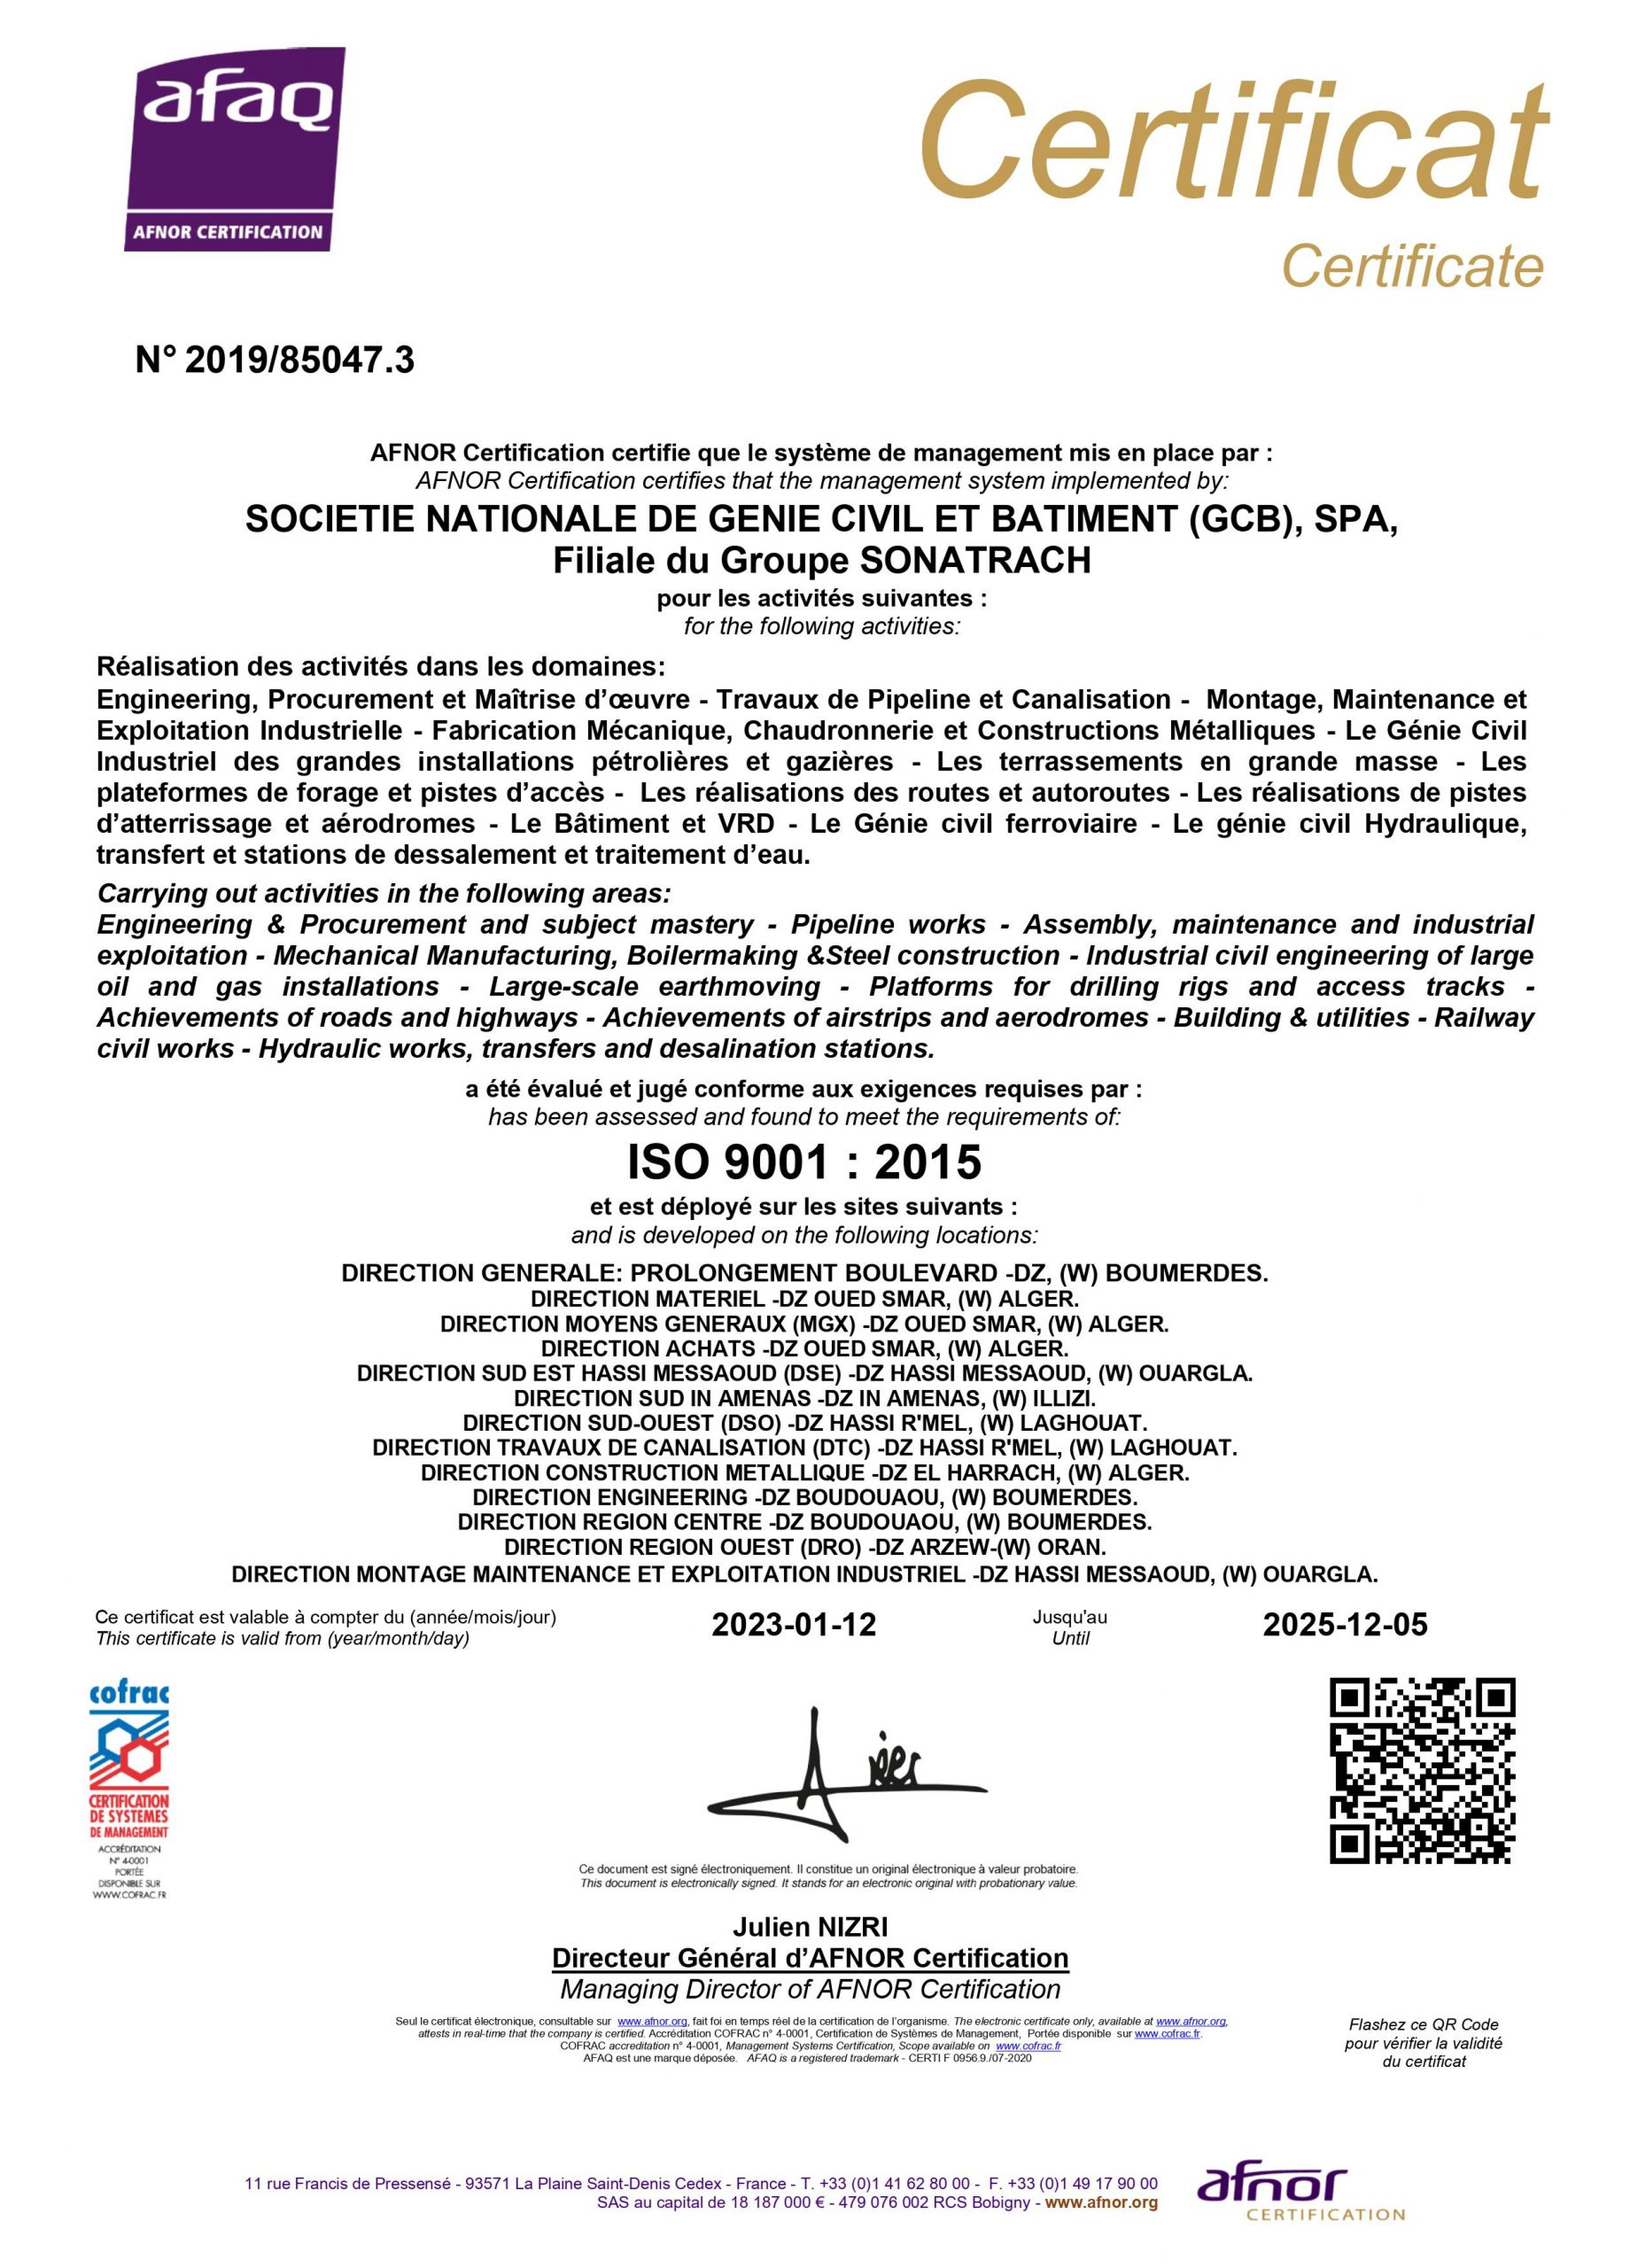 afaq
AFNOR CERTIFICATION
Certificat
Certificate
N° 2019/85047.3
AFNOR Certification certifie que le système de management mis en place par :
AFNOR Certification certifies that the management system implemented by:
SOCIETIE NATIONALE DE GENIE CIVIL ET BATIMENT (GCB), SPA,
Filiale du Groupe SONATRACH
pour les activités suivantes :
for the following activities:
Réalisation des activités dans les domaines:
Engineering, Procurement et Maîtrise d’œuvre - Travaux de Pipeline et Canalisation - Montage, Maintenance et
Exploitation Industrielle - Fabrication Mécanique, Chaudronnerie et Constructions Métalliques - Le Génie Civil
Industriel des grandes installations pétrolières et gazières - Les terrassements en grande masse - Les
plateformes de forage et pistes d’accès - Les réalisations des routes et autoroutes - Les réalisations de pistes
d’atterrissage et aérodromes - Le Bâtiment et VRD - Le Génie civil ferroviaire - Le génie civil Hydraulique,
transfert et stations de dessalement et traitement d’eau.
Carrying out activities in the following areas:
Engineering & Procurement and subject mastery - Pipeline works - Assembly, maintenance and industrial
exploitation - Mechanical Manufacturing, Boilermaking &Steel construction - Industrial civil engineering of large
oil and gas installations - Large-scale earthmoving - Platforms for drilling rigs and access tracks -
Achievements of roads and highways - Achievements of airstrips and aerodromes - Building & utilities - Railway
civil works - Hydraulic works, transfers and desalination stations.
a été évalué et jugé conforme aux exigences requises par :
has been assessed and found to meet the requirements of:
ISO 9001 : 2015
et est déployé sur les sites suivants :
and is developed on the following locations:
DIRECTION GENERALE: PROLONGEMENT BOULEVARD -DZ, (W) BOUMERDES.
DIRECTION MATERIEL -DZ OUED SMAR, (W) ALGER.
DIRECTION MOYENS GENERAUX (MGX) -DZ OUED SMAR, (W) ALGER.
DIRECTION ACHATS -DZ OUED SMAR, (W) ALGER.
DIRECTION SUD EST HASSI MESSAOUD (DSE) -DZ HASSI MESSAOUD, (W) OUARGLA.
DIRECTION SUD IN AMENAS -DZ IN AMENAS, (W) ILLIZI.
DIRECTION SUD-OUEST (DSO) -DZ HASSI R'MEL, (W) LAGHOUAT.
DIRECTION TRAVAUX DE CANALISATION (DTC) -DZ HASSI R'MEL, (W) LAGHOUAT.
DIRECTION CONSTRUCTION METALLIQUE -DZ EL HARRACH, (W) ALGER.
DIRECTION ENGINEERING -DZ BOUDOUAOU, (W) BOUMERDES.
DIRECTION REGION CENTRE -DZ BOUDOUAOU, (W) BOUMERDES.
DIRECTION REGION OUEST (DRO) -DZ ARZEW-(W) ORAN.
DIRECTION MONTAGE MAINTENANCE ET EXPLOITATION INDUSTRIEL -DZ HASSI MESSAOUD, (W) OUARGLA.
Ce certificat est valable à compter du (année/mois/jour)
This certificate is valid from (year/month/day)
2023-01-12
Jusqu'au
Until
2025-12-05
cofrac
CERTIFICATION
DE SYSTEMES
DE MANAGEMENT
ACCRÉDITATION
N° 4-0001
PORTÉE
DISPONIBLE SUR
WWW.COFRAC.FR
Ce document est signé électroniquement. Il constitue un original électronique à valeur probatoire.
This document is electronically signed. It stands for an electronic original with probationary value.
Julien NIZRI
Directeur Général d’AFNOR Certification
Managing Director of AFNOR Certification
Seul le certificat électronique, consultable sur www.afnor.org, fait foi en temps réel de la certification de l’organisme. The electronic certificate only, available at www.afnor.org,
attests in real-time that the company is certified. Accréditation COFRAC n° 4-0001, Certification de Systèmes de Management, Portée disponible sur www.cofrac.fr.
COFRAC accreditation n° 4-0001, Management Systems Certification, Scope available on www.cofrac.fr
AFAQ est une marque déposée. AFAQ is a registered trademark - CERTI F 0956.9./07-2020
Flashez ce QR Code
pour vérifier la validité
du certificat
11 rue Francis de Pressensé - 93571 La Plaine Saint-Denis Cedex - France - T. +33 (0)1 41 62 80 00 - F. +33 (0)1 49 17 90 00
SAS au capital de 18 187 000 € - 479 076 002 RCS Bobigny - www.afnor.org
afnor
CERTIFICATION